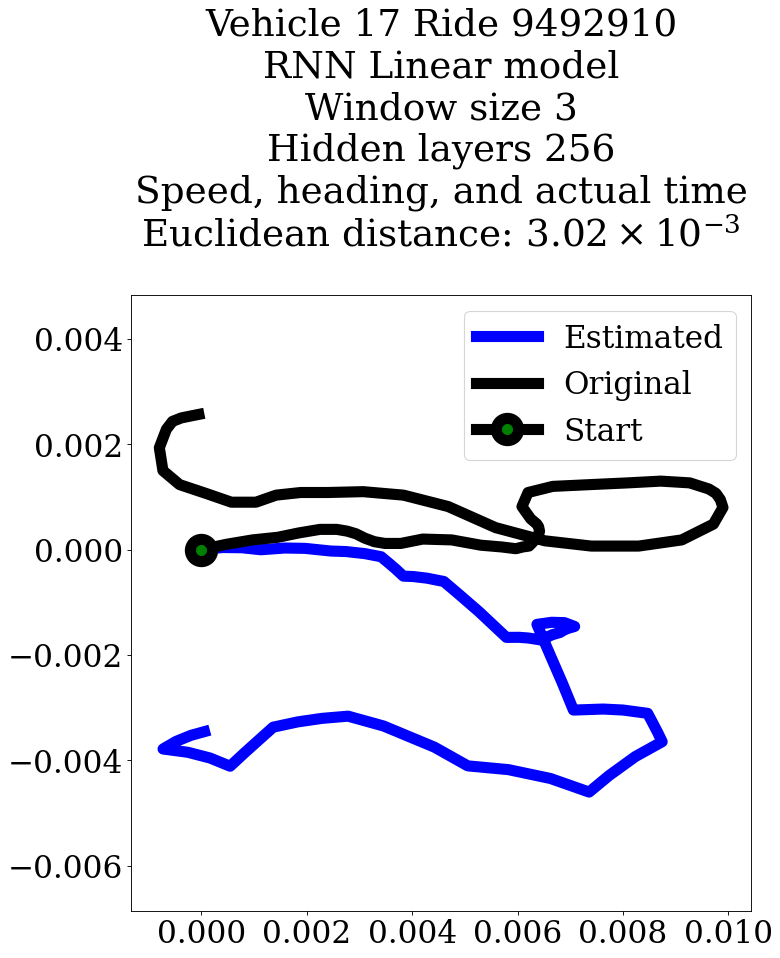 Vehicle 17 Ride 9492910
RNN Linear model
Window size 3
Hidden layers 256
Speed, heading, and actual time
Euclidean distance: 3.02 × 10⁻³
Estimated
Original
Start
0.004
0.002
0.000
−0.002
−0.004
−0.006
0.000 0.002 0.004 0.006 0.008 0.010